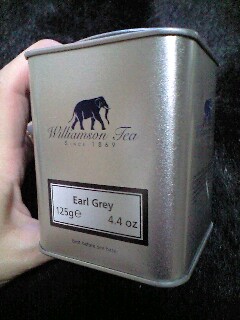 Williamson Tea
Since 1869
Earl Grey
125g℮
4.4 oz